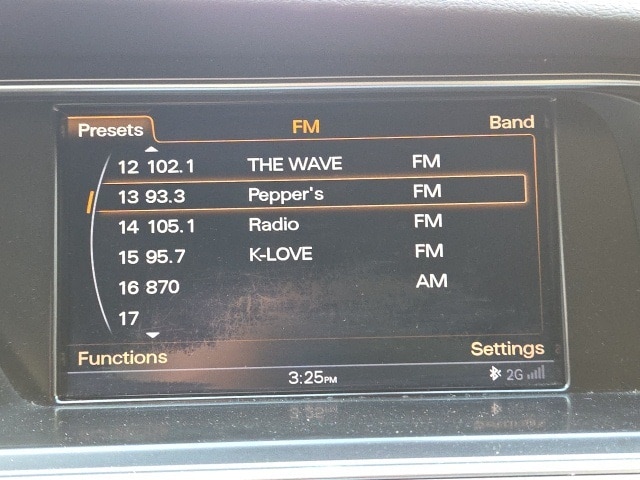 Presets FM Band
12 102.1 THE WAVE FM
13 93.3 Pepper's FM
14 105.1 Radio FM
15 95.7 K-LOVE FM
16 870 AM
17
Functions Settings
3:25PM 2G